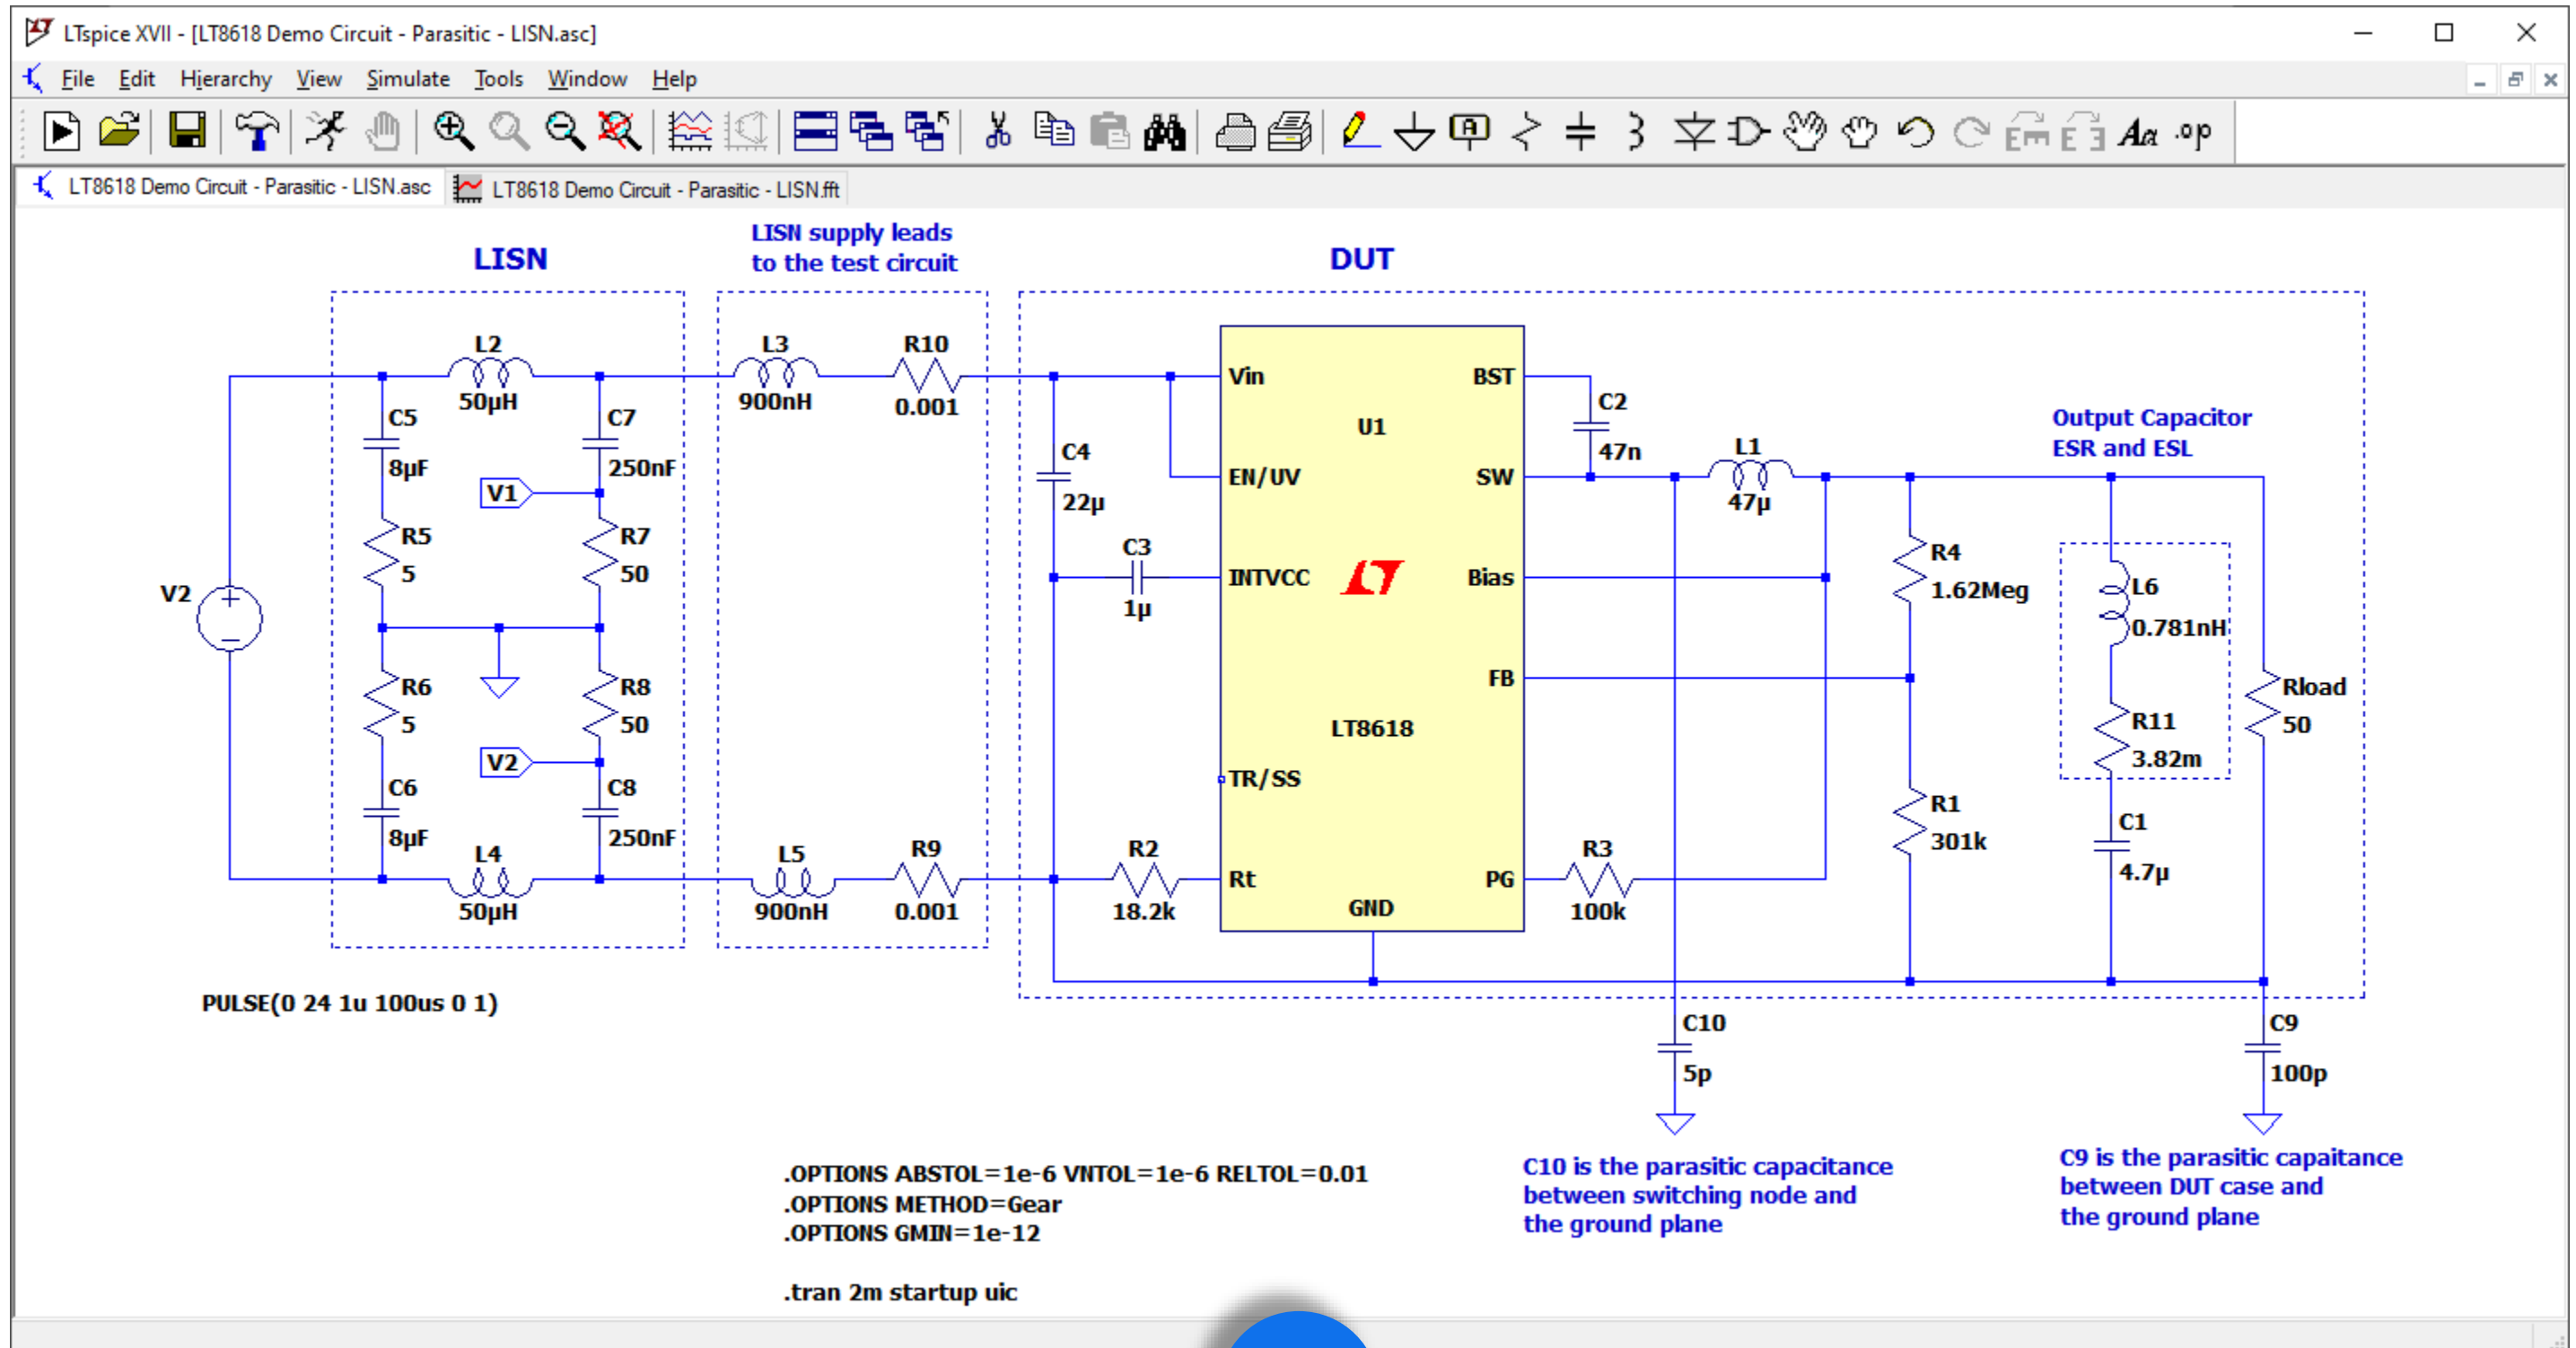 LTspice XVII - [LT8618 Demo Circuit - Parasitic - LISN.asc]
File Edit Hierarchy View Simulate Tools Window Help
A Aa .op
LT8618 Demo Circuit - Parasitic - LISN.asc
LT8618 Demo Circuit - Parasitic - LISN.fft
LISN
LISN supply leads
to the test circuit
DUT
L2
50µH
C5
8µF
C7
250nF
V1
R5
5
R7
50
V2
R6
5
R8
50
V2
C6
8µF
C8
250nF
L4
50µH
L3
900nH
R10
0.001
L5
900nH
R9
0.001
C4
22µ
C3
1µ
R2
18.2k
Vin
BST
U1
EN/UV
SW
INTVCC
Bias
FB
LT8618
TR/SS
Rt
PG
GND
C2
47n
L1
47µ
R3
100k
R4
1.62Meg
R1
301k
Output Capacitor
ESR and ESL
L6
0.781nH
R11
3.82m
C1
4.7µ
Rload
50
PULSE(0 24 1u 100us 0 1)
C10
5p
C9
100p
C10 is the parasitic capacitance
between switching node and
the ground plane
C9 is the parasitic capaitance
between DUT case and
the ground plane
.OPTIONS ABSTOL=1e-6 VNTOL=1e-6 RELTOL=0.01
.OPTIONS METHOD=Gear
.OPTIONS GMIN=1e-12
.tran 2m startup uic